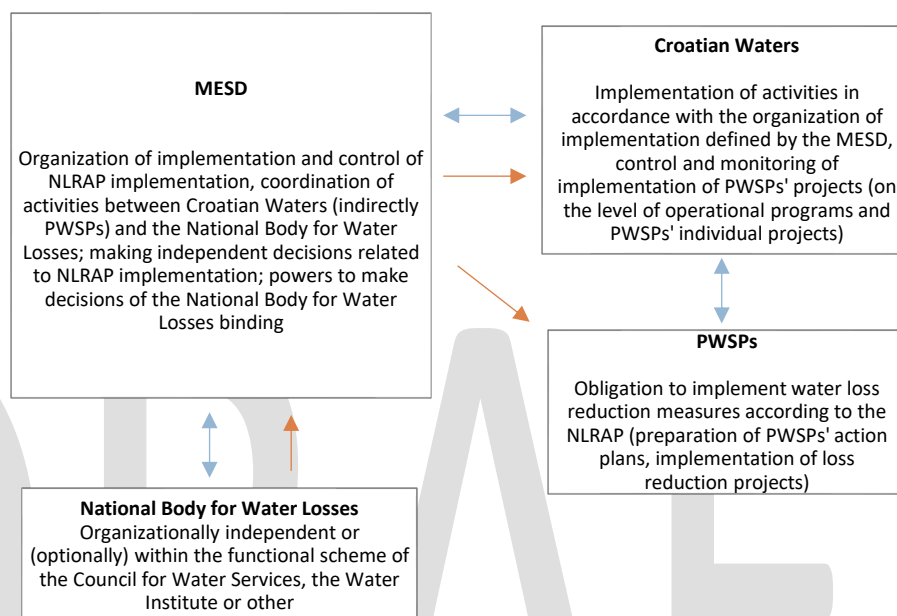 MESD
Organization of implementation and control of
NLRAP implementation, coordination of
activities between Croatian Waters (indirectly
PWSPs) and the National Body for Water
Losses; making independent decisions related
to NLRAP implementation; powers to make
decisions of the National Body for Water
Losses binding
Croatian Waters
Implementation of activities in
accordance with the organization of
implementation defined by the MESD,
control and monitoring of
implementation of PWSPs' projects (on
the level of operational programs and
PWSPs' individual projects)
PWSPs
Obligation to implement water loss
reduction measures according to the
NLRAP (preparation of PWSPs' action
plans, implementation of loss
reduction projects)
National Body for Water Losses
Organizationally independent or
(optionally) within the functional scheme of
the Council for Water Services, the Water
Institute or other